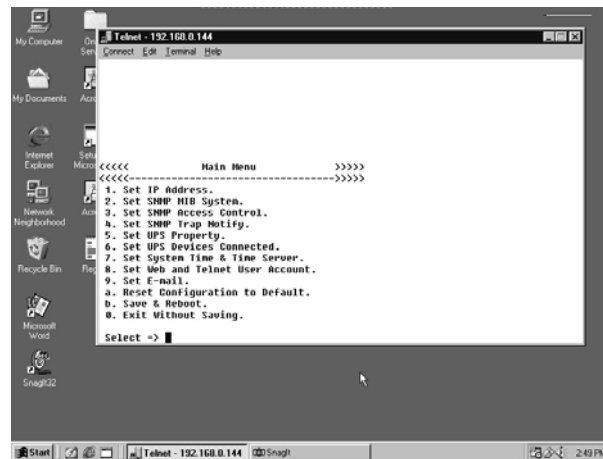 My Computer
My Documents
Internet
Explorer
Network
Neighborhood
Recycle Bin
Microsoft
Word
SnagIt32
Telnet - 192.168.0.144
Connect Edit Terminal Help
<<<<< Main Menu >>>>>
<<<<<------------------------------------>>>>>
1. Set IP Address.
2. Set SNMP MIB System.
3. Set SNMP Access Control.
4. Set SNMP Trap Notify.
5. Set UPS Property.
6. Set UPS Devices Connected.
7. Set System Time & Time Server.
8. Set Web and Telnet User Account.
9. Set E-mail.
a. Reset Configuration to Default.
b. Save & Reboot.
0. Exit Without Saving.
Select =>
Start
Telnet - 192.168.0.144
SnagIt
2:49 PM